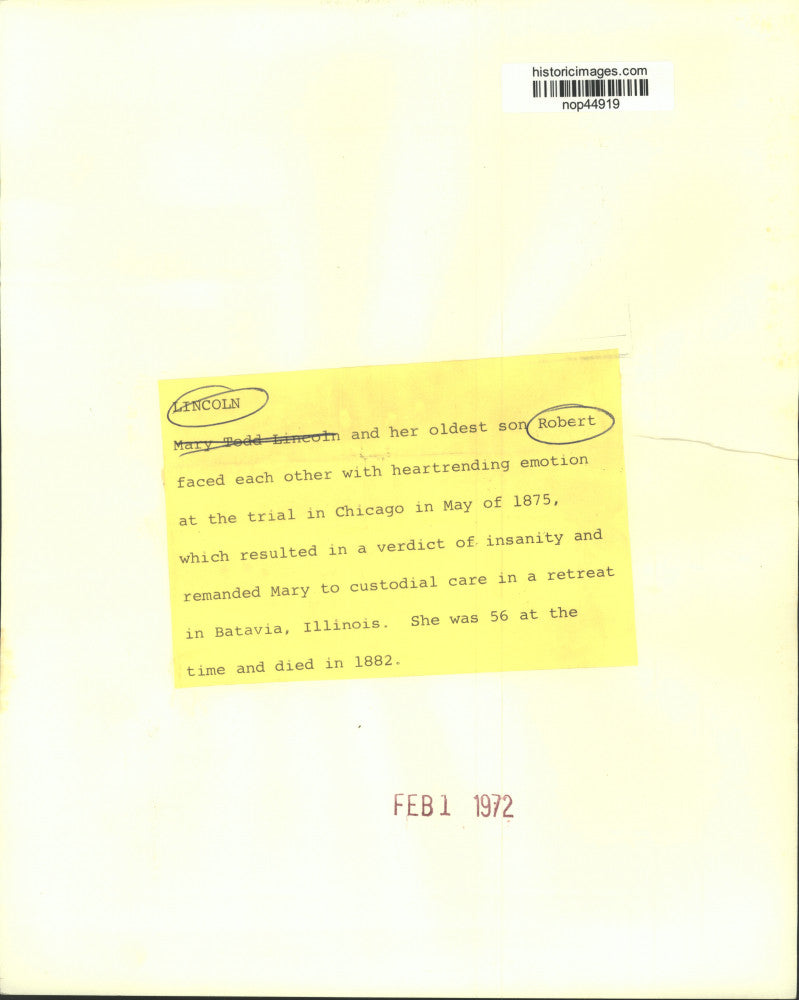 historicimages.com
nop44919
LINCOLN
Mary Todd Lincoln and her oldest son Robert
faced each other with heartrending emotion
at the trial in Chicago in May of 1875,
which resulted in a verdict of insanity and
remanded Mary to custodial care in a retreat
in Batavia, Illinois. She was 56 at the
time and died in 1882.
FEB 1 1972